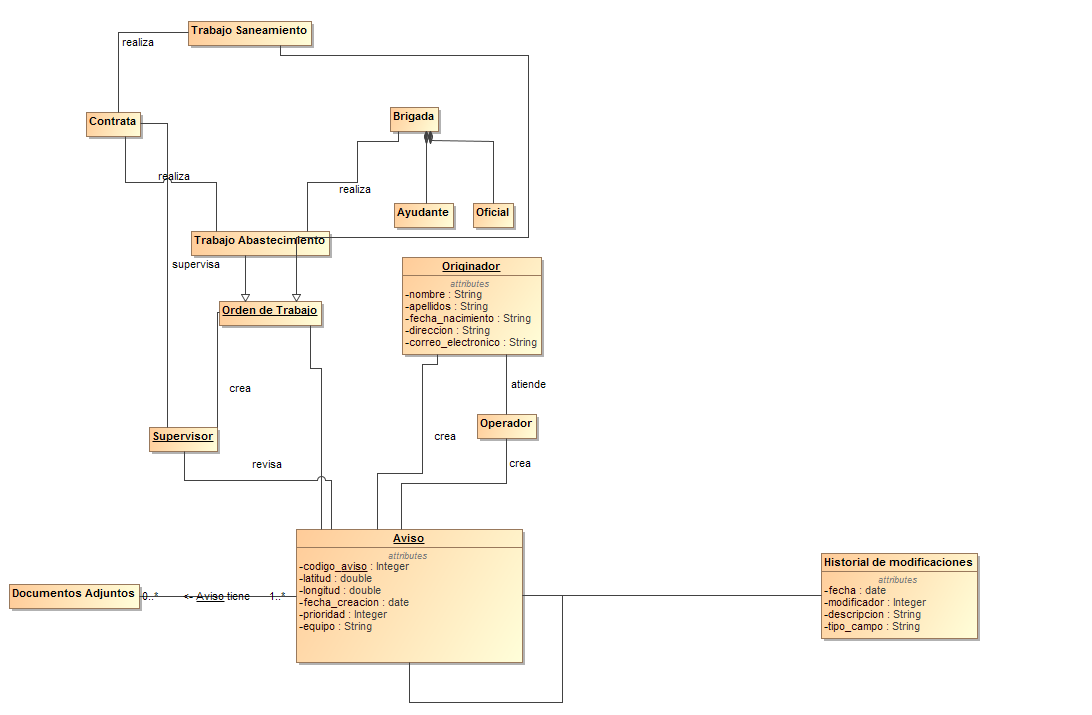 Trabajo Saneamiento
realiza
Brigada
Contrata
realiza
realiza
Ayudante
Oficial
Trabajo Abastecimiento
supervisa
Originador
attributes
-nombre : String
-apellidos : String
-fecha_nacimiento : String
-direccion : String
-correo_electronico : String
Orden de Trabajo
crea
atiende
Operador
crea
Supervisor
revisa
crea
Aviso
attributes
-codigo_aviso : Integer
-latitud : double
-longitud : double
-fecha_creacion : date
-prioridad : Integer
-equipo : String
Documentos Adjuntos
0..*
<- Aviso tiene
1..*
Historial de modificaciones
attributes
-fecha : date
-modificador : Integer
-descripcion : String
-tipo_campo : String